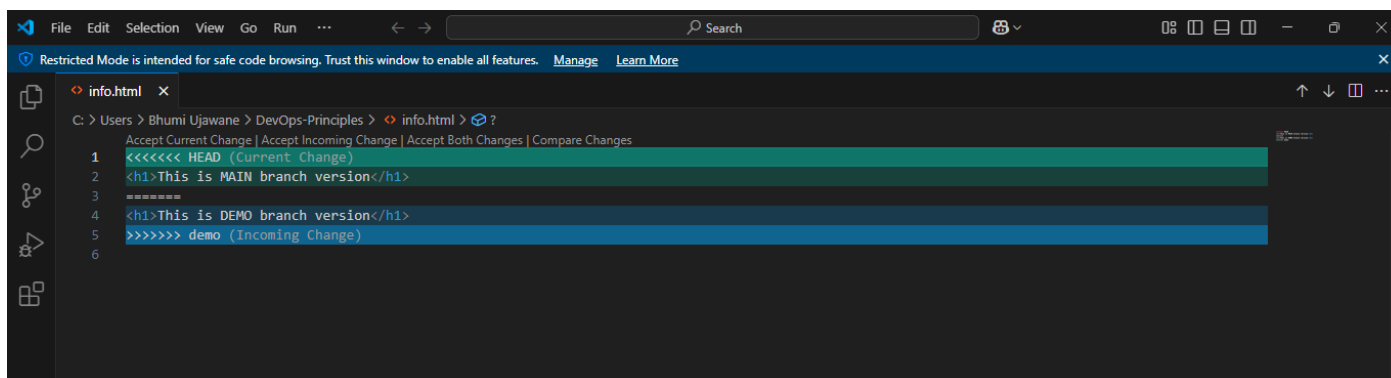 File Edit Selection View Go Run ··· Search
Restricted Mode is intended for safe code browsing. Trust this window to enable all features. Manage Learn More
info.html
C: > Users > Bhumi Ujawane > DevOps-Principles > info.html > ?
Accept Current Change | Accept Incoming Change | Accept Both Changes | Compare Changes
1 <<<<<<< HEAD (Current Change)
2 <h1>This is MAIN branch version</h1>
3 =======
4 <h1>This is DEMO branch version</h1>
5 >>>>>>> demo (Incoming Change)
6